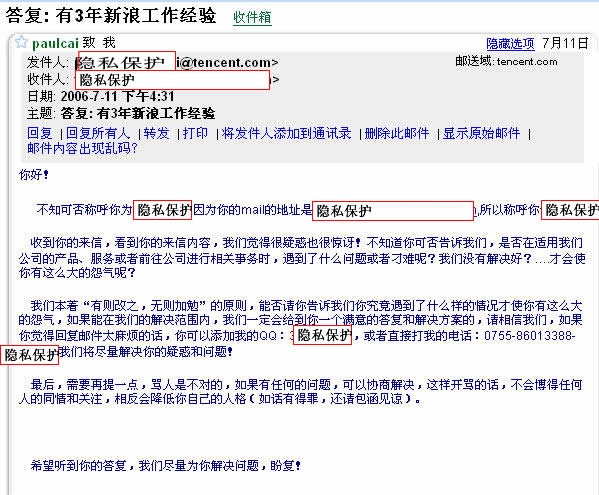 答复: 有3年新浪工作经验 收件箱
paulcai 致 我 隐藏选项 7月11日
发件人: 隐私保护 i@tencent.com> 邮送域: tencent.com
收件人: 隐私保护 >
日期: 2006-7-11 下午4:31
主题: 答复: 有3年新浪工作经验
回复 | 回复所有人 | 转发 | 打印 | 将发件人添加到通讯录 | 删除此邮件 | 显示原始邮件 |
邮件内容出现乱码?
你好!
不知可否称呼你为 隐私保护 因为你的mail的地址是 隐私保护 ,所以称呼你 隐私保护
收到你的来信，看到你的来信内容，我们觉得很疑惑也很惊讶! 不知道你可否告诉我们，是否在适用我们
公司的产品、服务或者前往公司进行相关事务时，遇到了什么问题或者刁难呢? 我们没有解决好? ....才会使
你有这么大的怨气呢?
我们本着“有则改之，无则加勉”的原则，能否请你告诉我们你究竟遇到了什么样的情况才使你有这么大
的怨气，如果能在我们的解决范围内，我们一定会给到你一个满意的答复和解决方案的，请相信我们，如果
你觉得回复邮件太麻烦的话，你可以添加我的QQ: 3 隐私保护 ，或者直接打我的电话: 0755-86013388-
隐私保护 我们将尽量解决你的疑惑和问题!
最后，需要再提一点，骂人是不对的，如果有任何的问题，可以协商解决，这样开骂的话，不会博得任何
人的同情和关注，相反会降低你自己的人格 ( 如话有得罪，还请包涵见谅 ) 。
希望听到你的答复，我们尽量为你解决问题，盼复!